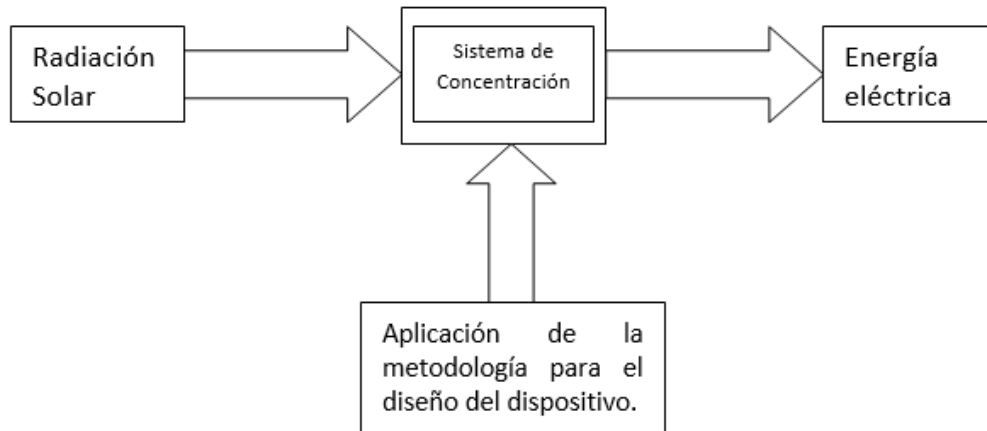 Radiación
Solar
Sistema de
Concentración
Energía
eléctrica
Aplicación de la
metodología para el
diseño del dispositivo.